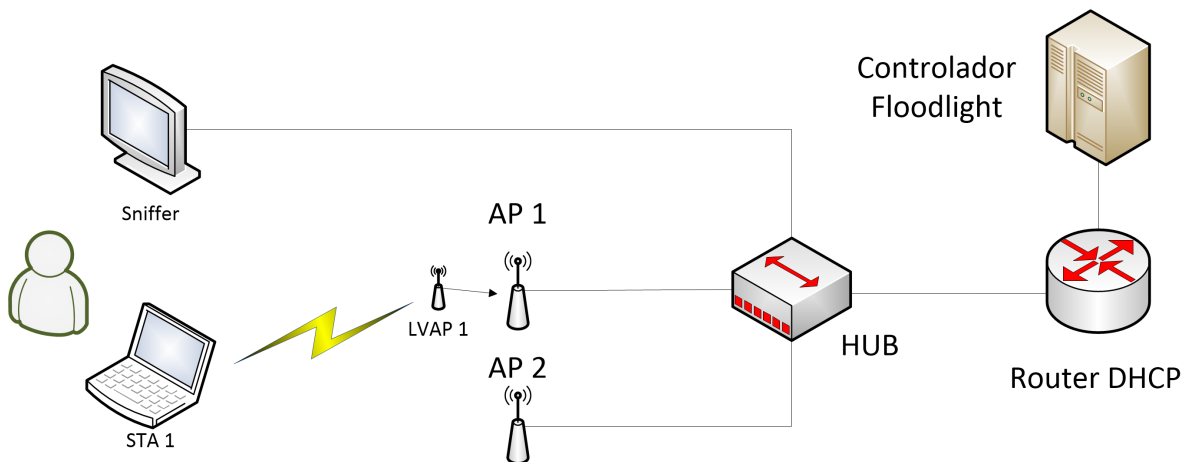 Controlador
Floodlight
Sniffer
AP 1
LVAP 1
HUB
AP 2
Router DHCP
STA 1